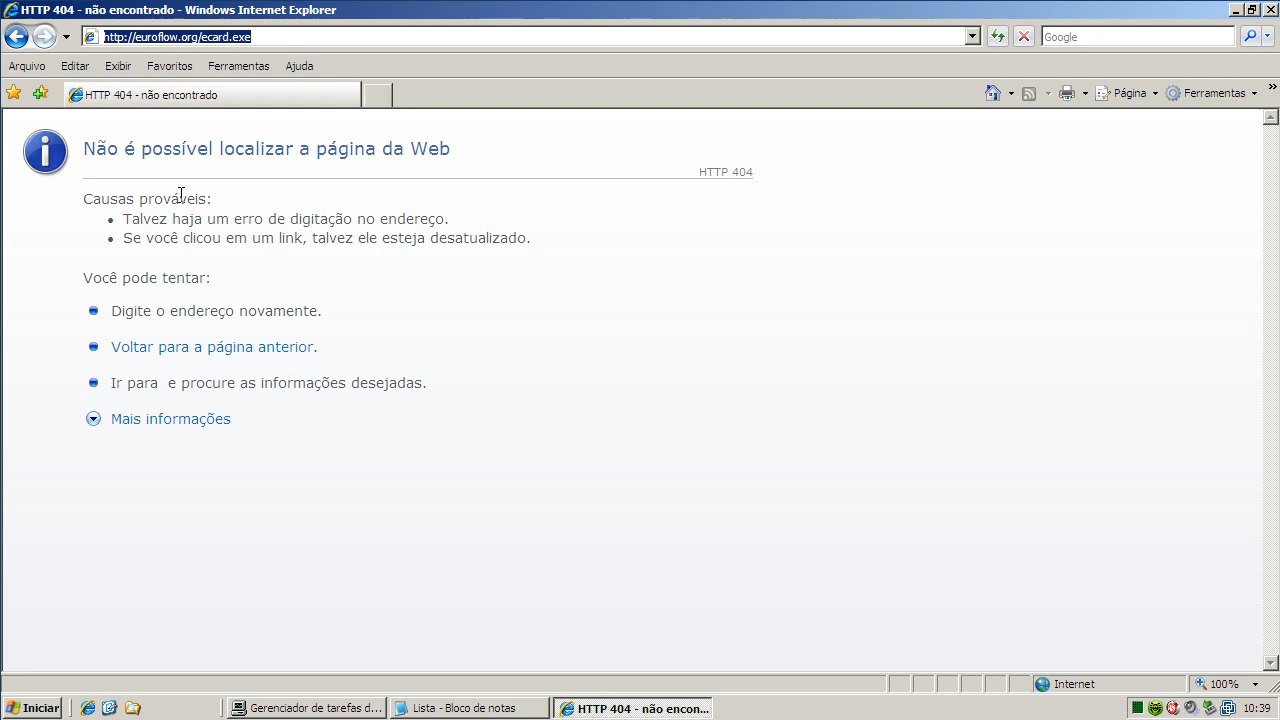 HTTP 404 - não encontrado - Windows Internet Explorer
http://euroflow.org/ecard.exe
Google
Arquivo Editar Exibir Favoritos Ferramentas Ajuda
HTTP 404 - não encontrado
Página Ferramentas
Não é possível localizar a página da Web
HTTP 404
Causas prováveis:
Talvez haja um erro de digitação no endereço.
Se você clicou em um link, talvez ele esteja desatualizado.
Você pode tentar:
Digite o endereço novamente.
Voltar para a página anterior.
Ir para e procure as informações desejadas.
Mais informações
Internet 100%
Iniciar Gerenciador de tarefas d... Lista - Bloco de notas HTTP 404 - não encon... 10:39